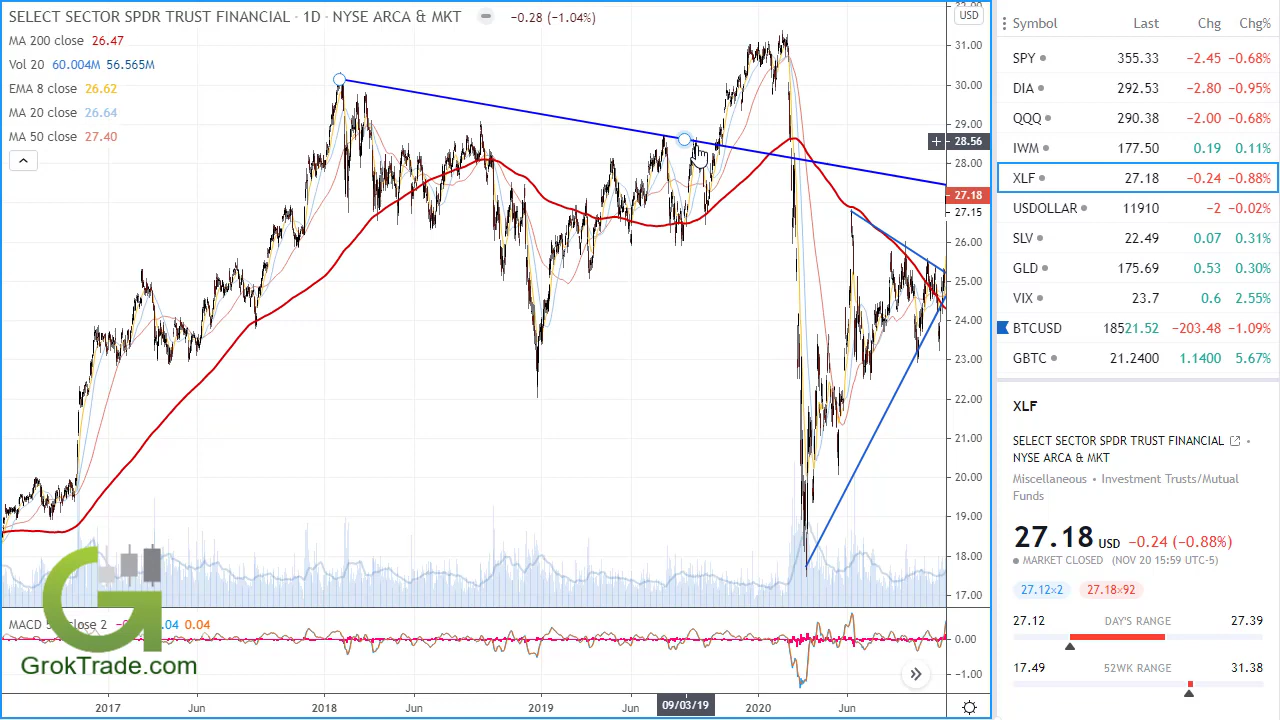 SELECT SECTOR SPDR TRUST FINANCIAL · 1D · NYSE ARCA & MKT −0.28 (−1.04%)
MA 200 close 26.47
Vol 20 60.004M 56.565M
EMA 8 close 26.62
MA 20 close 26.64
MA 50 close 27.40
USD
32.00
31.00
30.00
29.00
28.56
28.00
27.18
27.15
26.00
25.00
24.00
23.00
22.00
21.00
20.00
19.00
18.00
17.00
MACD 5 close 2 .04 0.04
0.00
−1.00
GrokTrade.com
2017 Jun 2018 Jun 2019 Jun 09/03/19 2020 Jun
Symbol Last Chg Chg%
SPY 355.33 −2.45 −0.68%
DIA 292.53 −2.80 −0.95%
QQQ 290.38 −2.00 −0.68%
IWM 177.50 0.19 0.11%
XLF 27.18 −0.24 −0.88%
USDOLLAR 11910 −2 −0.02%
SLV 22.49 0.07 0.31%
GLD 175.69 0.53 0.30%
VIX 23.7 0.6 2.55%
BTCUSD 18521.52 −203.48 −1.09%
GBTC 21.2400 1.1400 5.67%
XLF
SELECT SECTOR SPDR TRUST FINANCIAL •
NYSE ARCA & MKT
Miscellaneous • Investment Trusts/Mutual
Funds
27.18 USD −0.24 (−0.88%)
MARKET CLOSED (NOV 20 15:59 UTC-5)
27.12×2 27.18×92
27.12 DAY'S RANGE 27.39
17.49 52WK RANGE 31.38